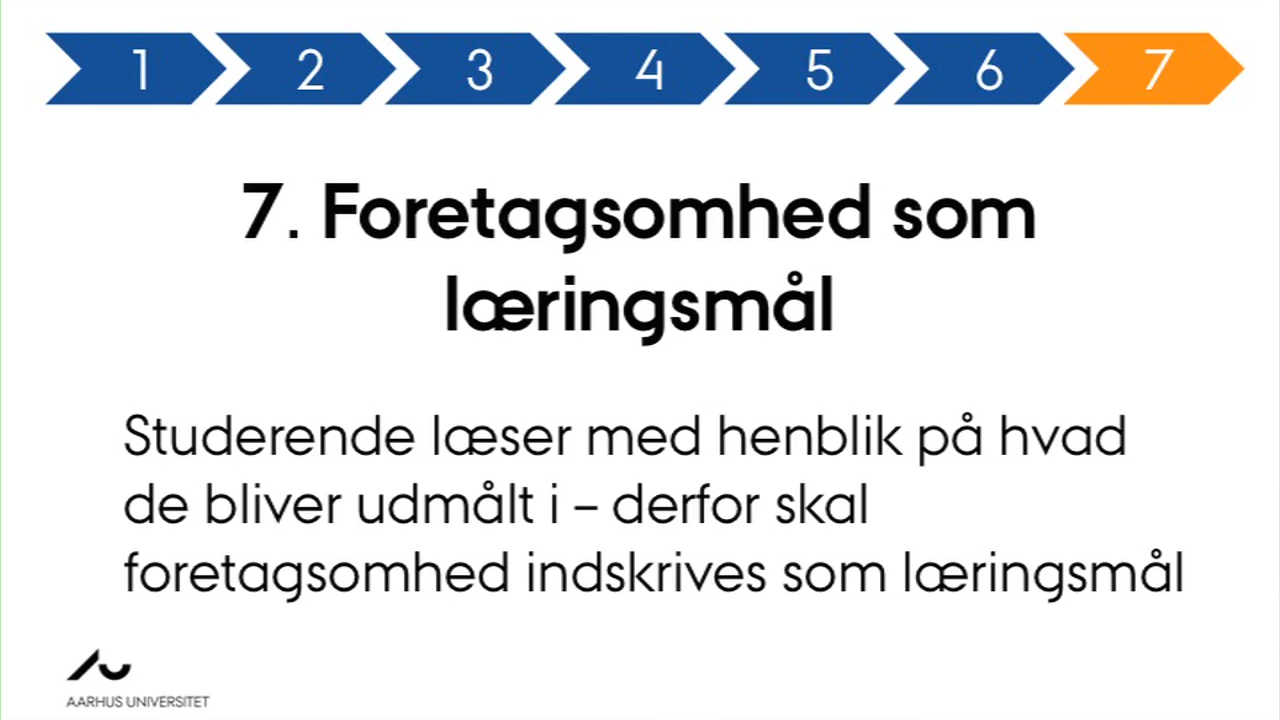 1 2 3 4 5 6 7
7. Foretagsomhed som
læringsmål
Studerende læser med henblik på hvad
de bliver udmålt i – derfor skal
foretagsomhed indskrives som læringsmål
AARHUS UNIVERSITET